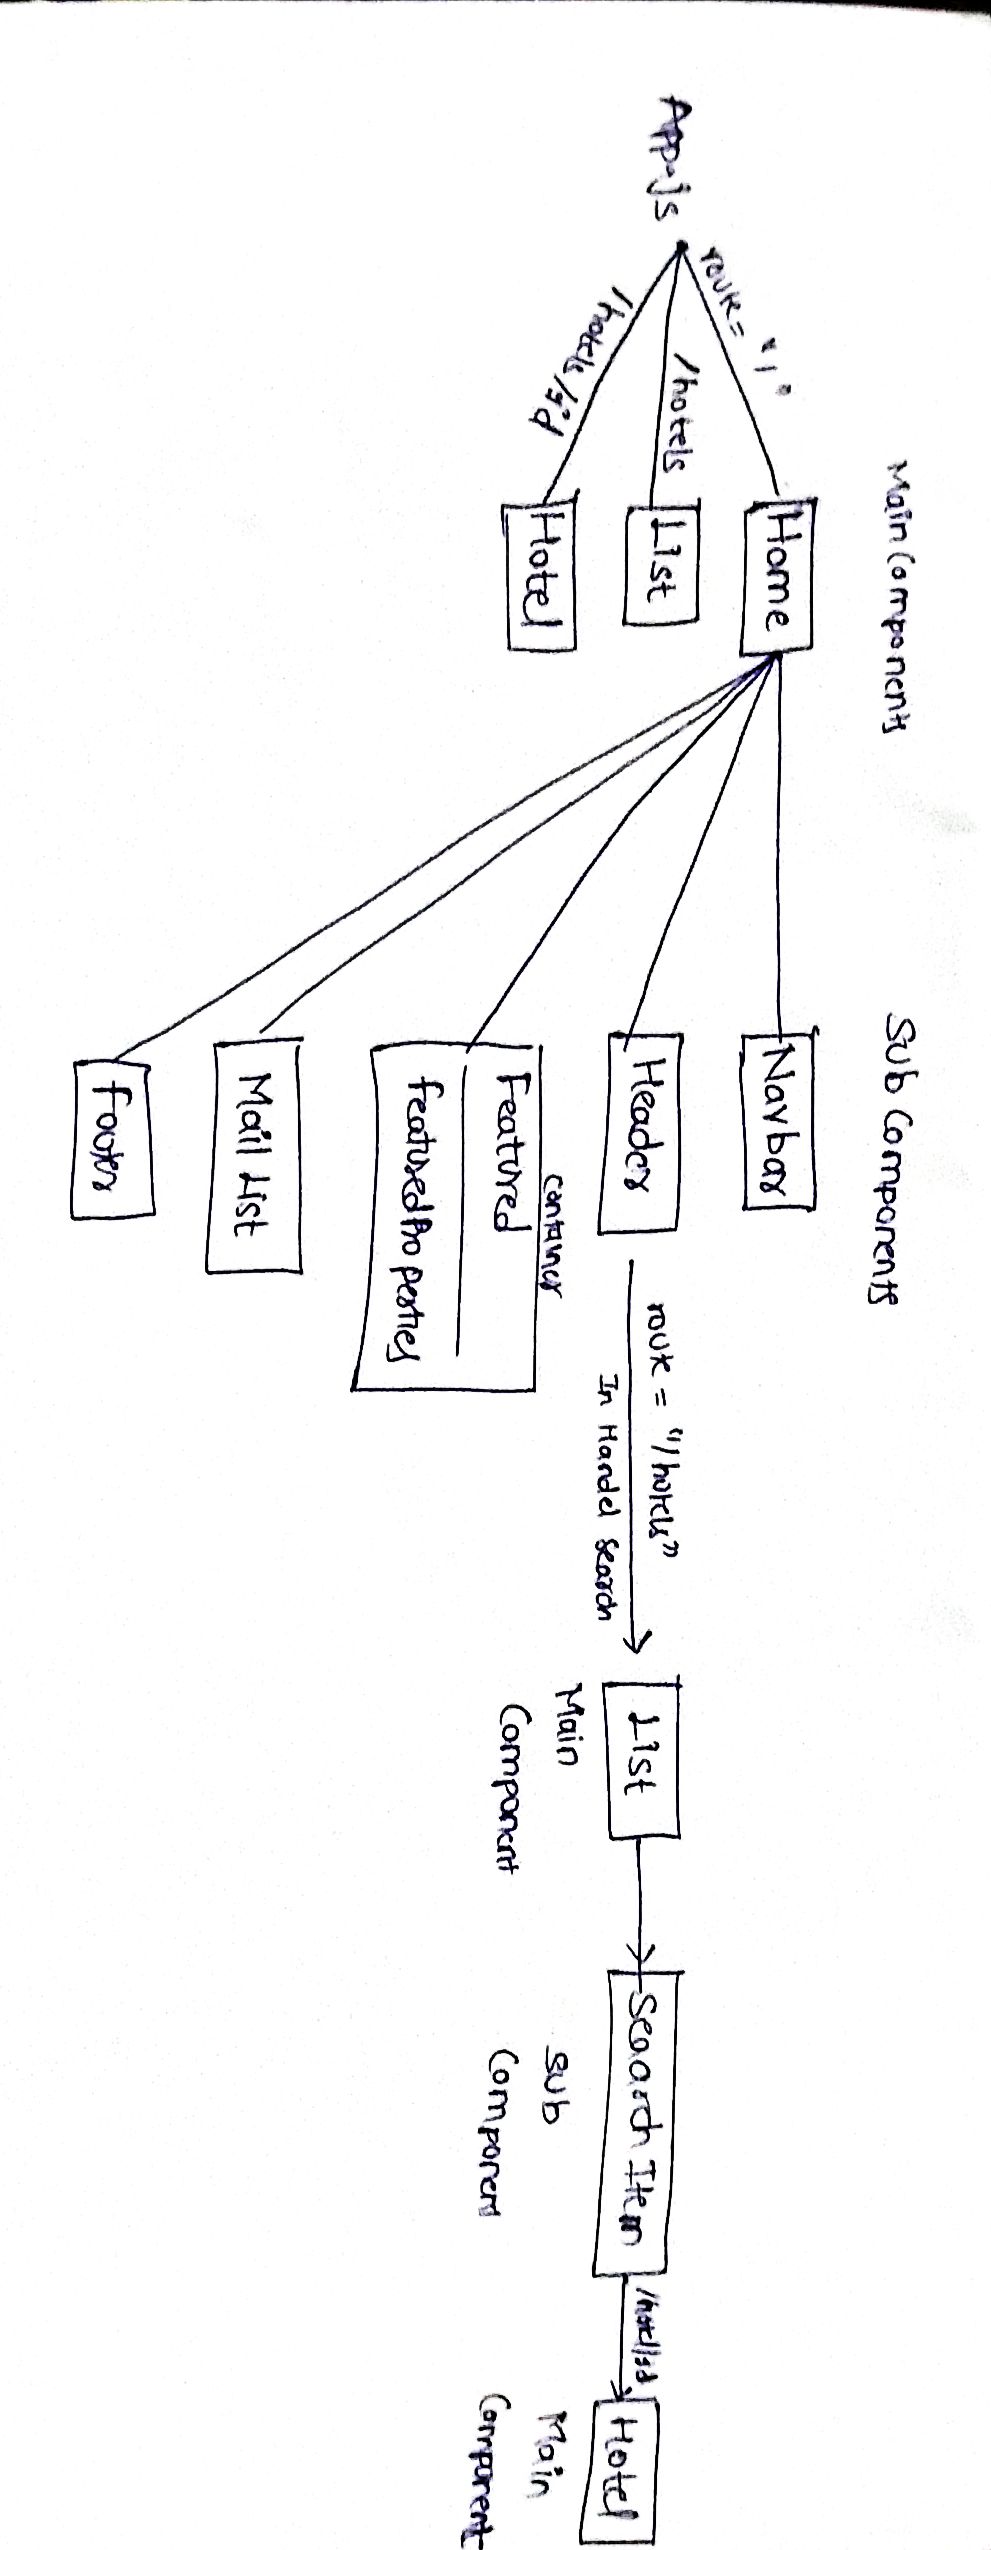 Main Components
Sub Components
App.js
route = "/"
/hotels
/hotels/:id
Home
List
Hotel
Navbar
Header
container
Featured
featuredProperties
Mail List
footer
route = "/hotels"
In Handel Search
List
Main
Component
Searach Item
Sub
Component
/hotel/:id
Hotel
Main
Component